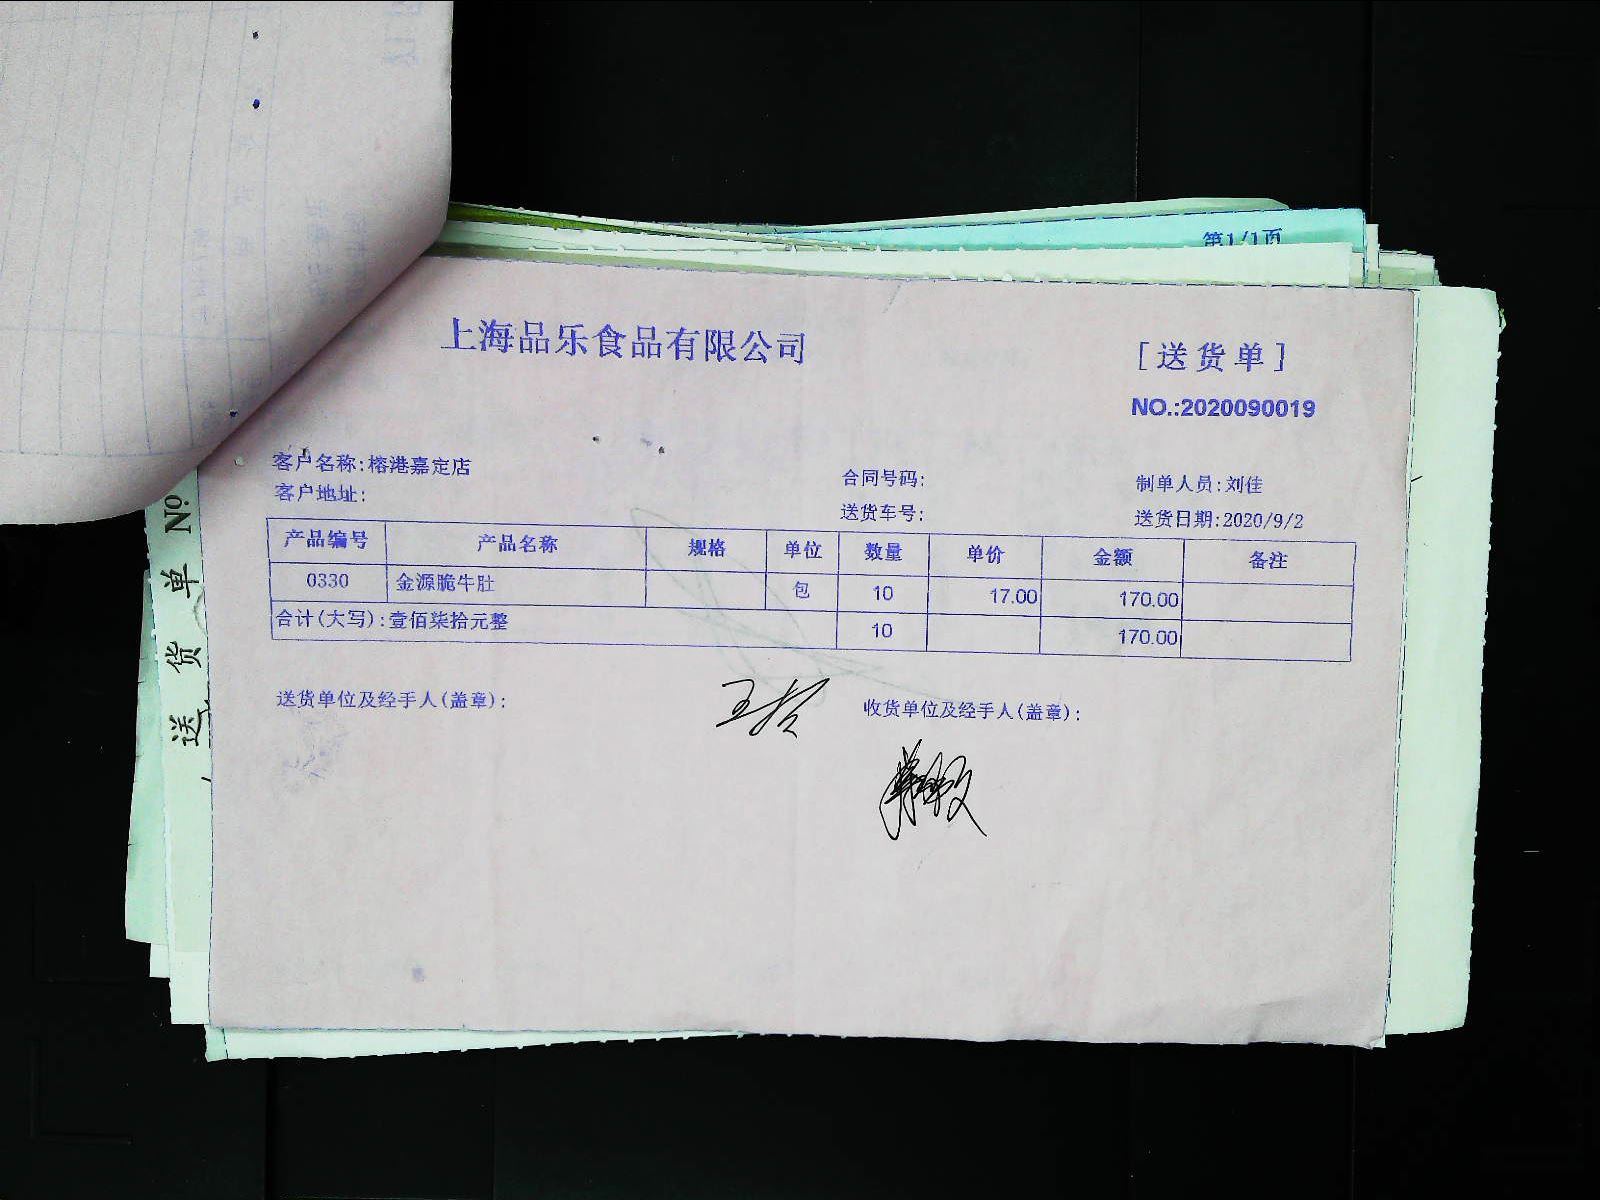 第1/1页
上海品乐食品有限公司
[送货单]
NO.:2020090019
客户名称:榕港嘉定店
客户地址:
合同号码:
送货车号:
制单人员:刘佳
送货日期:2020/9/2
产品编号 产品名称 规格 单位 数量 单价 金额 备注
0330 金源脆牛肚 包 10 17.00 170.00
合计(大写):壹佰柒拾元整 10 170.00
送货单位及经手人(盖章):
收货单位及经手人(盖章):
送货单 №